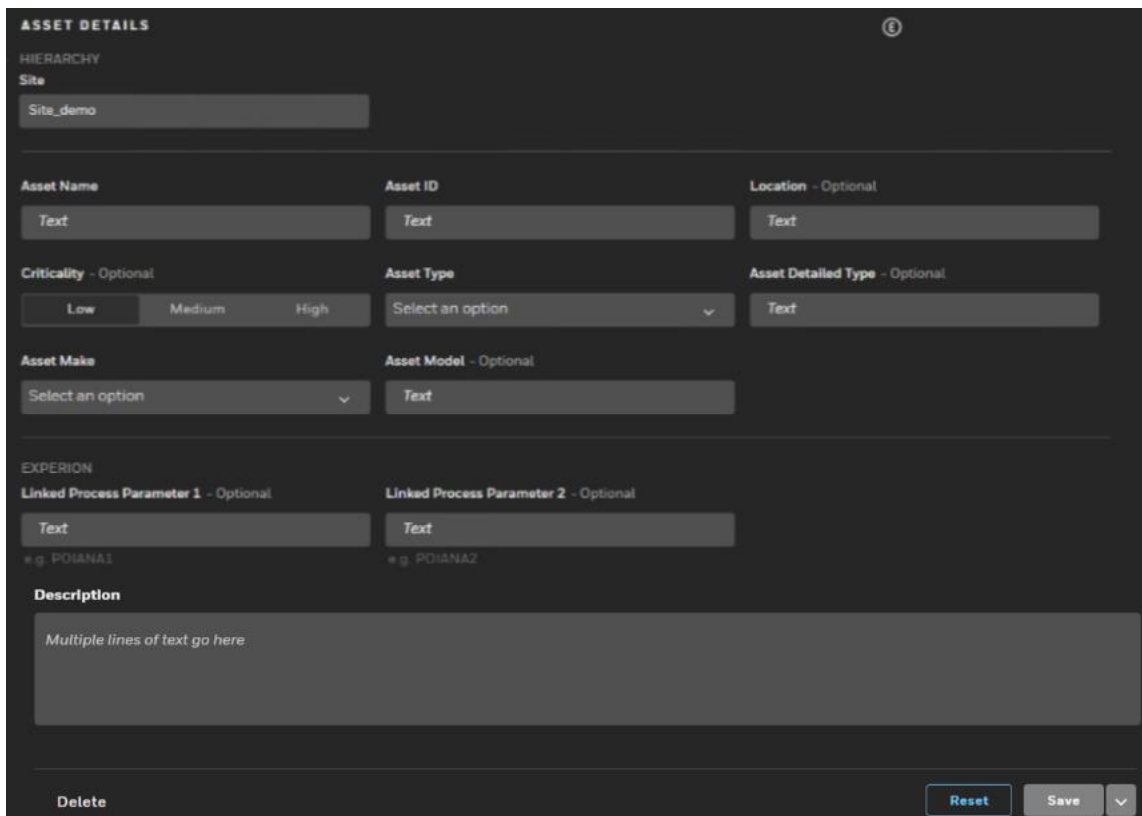 ASSET DETAILS
HIERARCHY
Site
Site_demo
Asset Name Asset ID Location - Optional
Text Text Text
Criticality - Optional Asset Type Asset Detailed Type - Optional
Low Medium High Select an option Text
Asset Make Asset Model - Optional
Select an option Text
EXPERION
Linked Process Parameter 1 - Optional Linked Process Parameter 2 - Optional
Text Text
e.g. POIANA1 e.g. POIANA2
Description
Multiple lines of text go here
Delete Reset Save